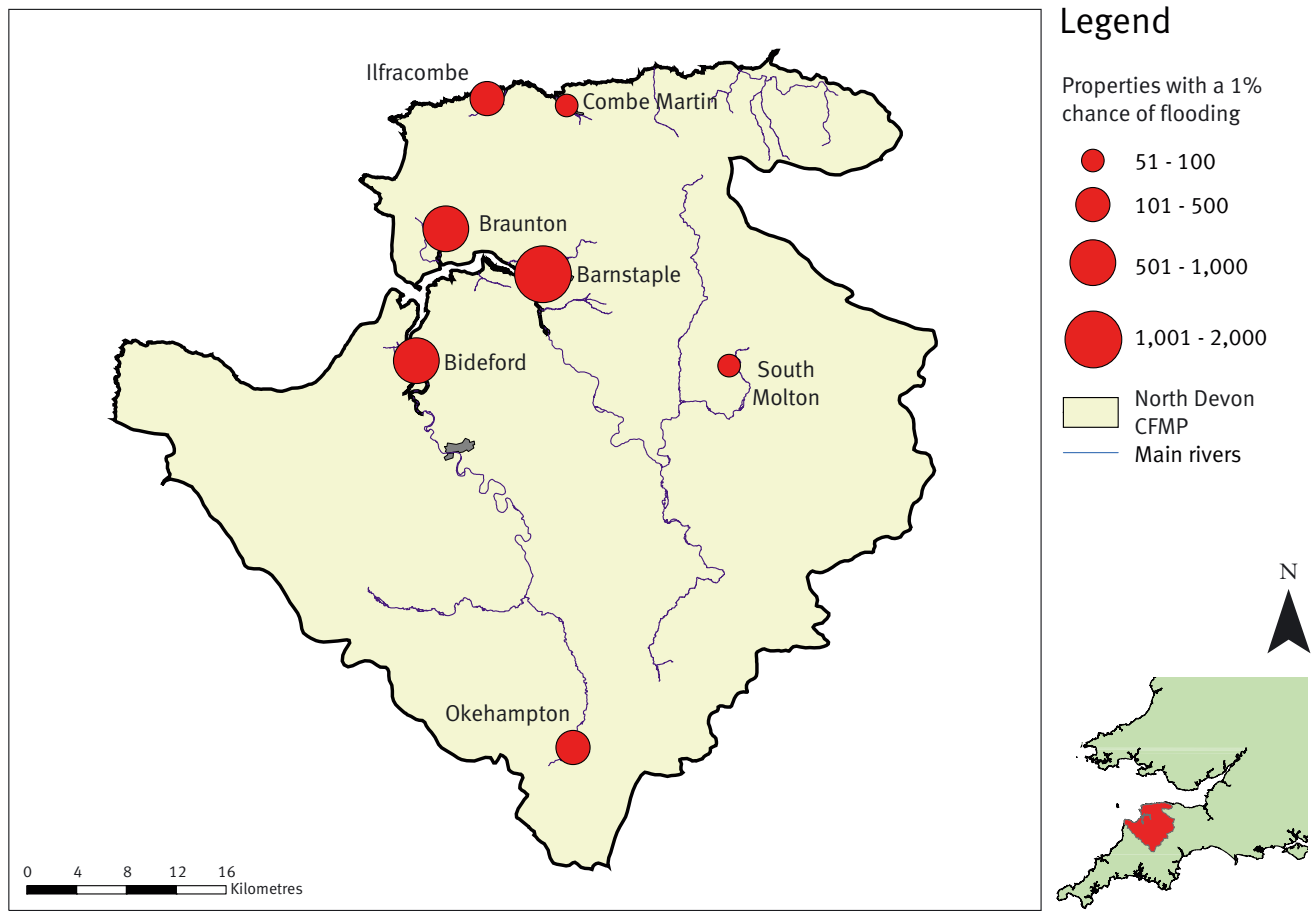 Ilfracombe
Combe Martin
Braunton
Barnstaple
Bideford
South
Molton
Okehampton
0 4 8 12 16
Kilometres
Legend
Properties with a 1%
chance of flooding
51 - 100
101 - 500
501 - 1,000
1,001 - 2,000
North Devon
CFMP
Main rivers
N